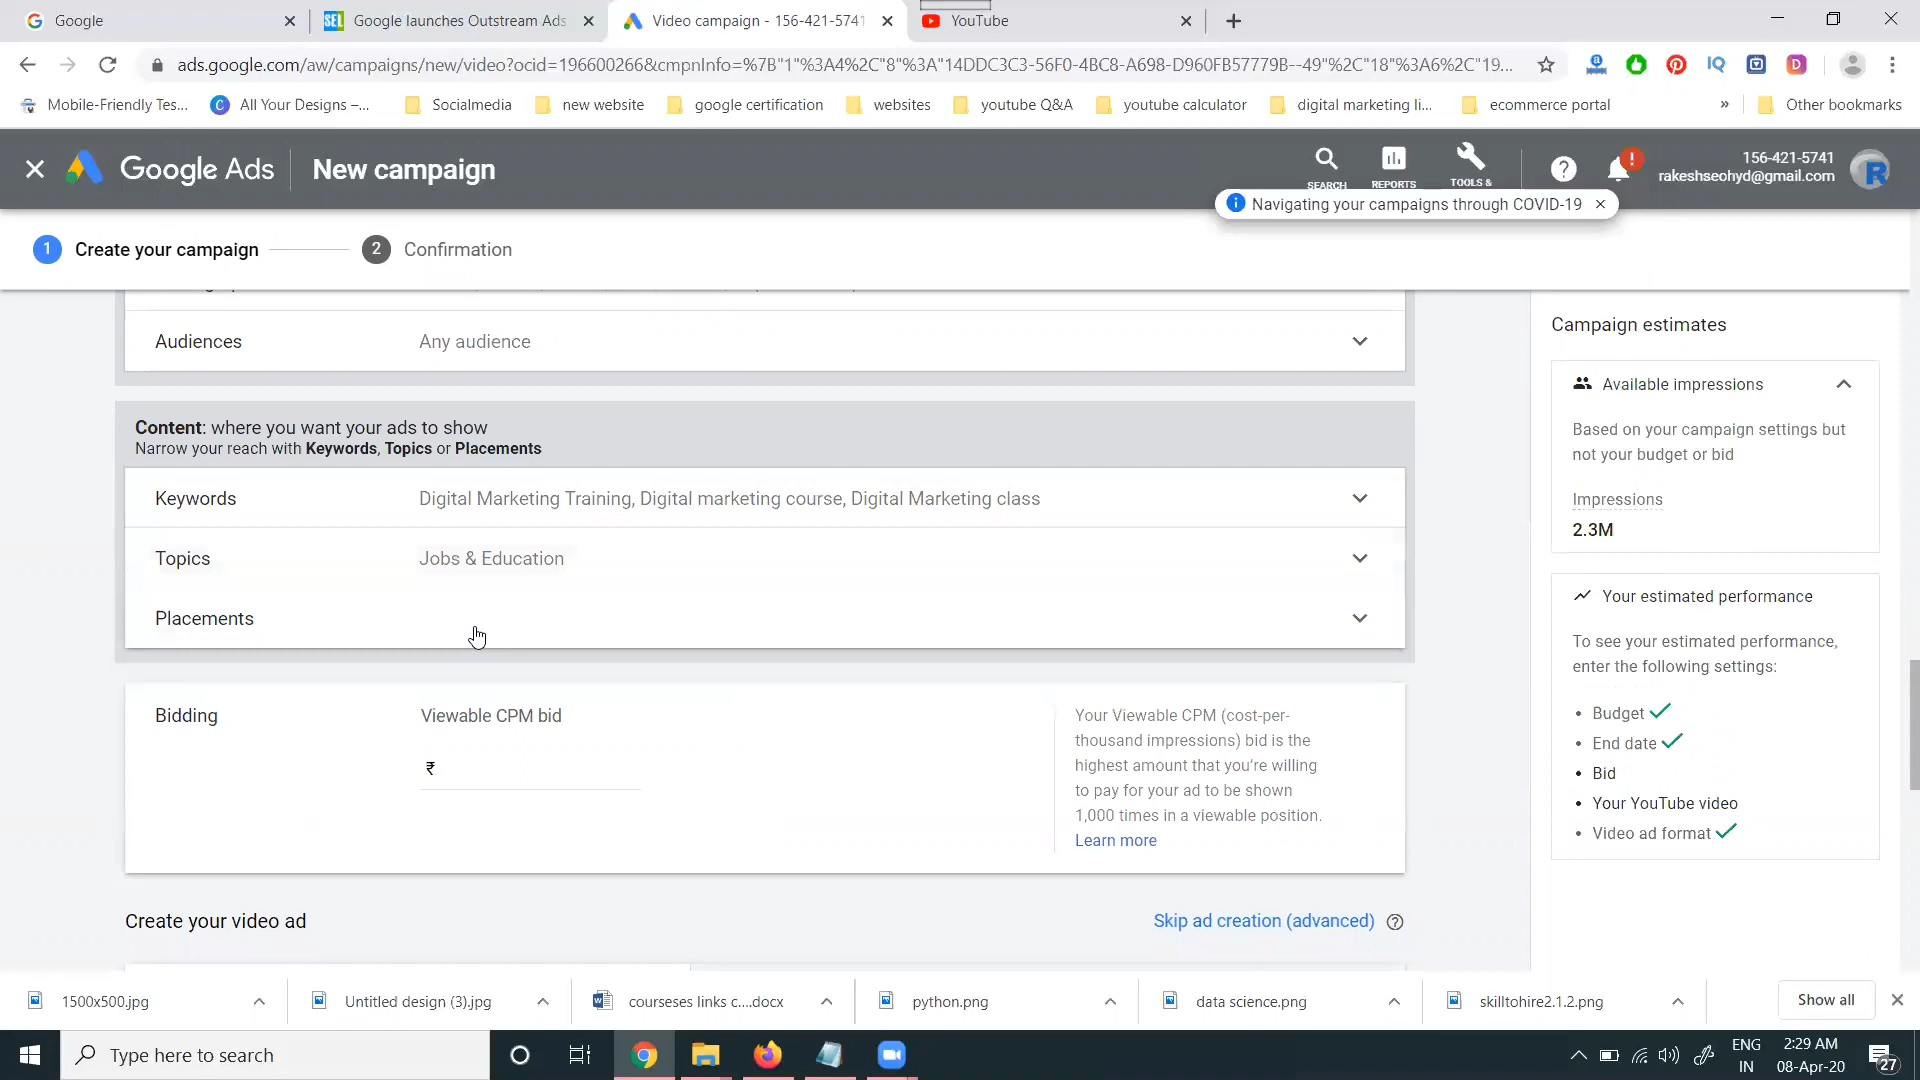 Google
SEL Google launches Outstream Ads
Video campaign - 156-421-5741
YouTube
ads.google.com/aw/campaigns/new/video?ocid=196600266&cmpnInfo=%7B"1"%3A4%2C"8"%3A"14DDC3C3-56F0-4BC8-A698-D960FB57779B--49"%2C"18"%3A6%2C"19...
Mobile-Friendly Tes...
All Your Designs –...
Socialmedia
new website
google certification
websites
youtube Q&A
youtube calculator
digital marketing li...
ecommerce portal
»
Other bookmarks
Google Ads
New campaign
SEARCH
REPORTS
TOOLS &
156-421-5741
rakeshseohyd@gmail.com
Navigating your campaigns through COVID-19
1 Create your campaign
2 Confirmation
Audiences
Any audience
Content: where you want your ads to show
Narrow your reach with Keywords, Topics or Placements
Keywords
Digital Marketing Training, Digital marketing course, Digital Marketing class
Topics
Jobs & Education
Placements
Bidding
Viewable CPM bid
₹
Your Viewable CPM (cost-per-
thousand impressions) bid is the
highest amount that you’re willing
to pay for your ad to be shown
1,000 times in a viewable position.
Learn more
Create your video ad
Skip ad creation (advanced)
Campaign estimates
Available impressions
Based on your campaign settings but
not your budget or bid
Impressions
2.3M
Your estimated performance
To see your estimated performance,
enter the following settings:
• Budget
• End date
• Bid
• Your YouTube video
• Video ad format
1500x500.jpg
Untitled design (3).jpg
courseses links c....docx
python.png
data science.png
skilltohire2.1.2.png
Show all
Type here to search
ENG
IN
2:29 AM
08-Apr-20
27